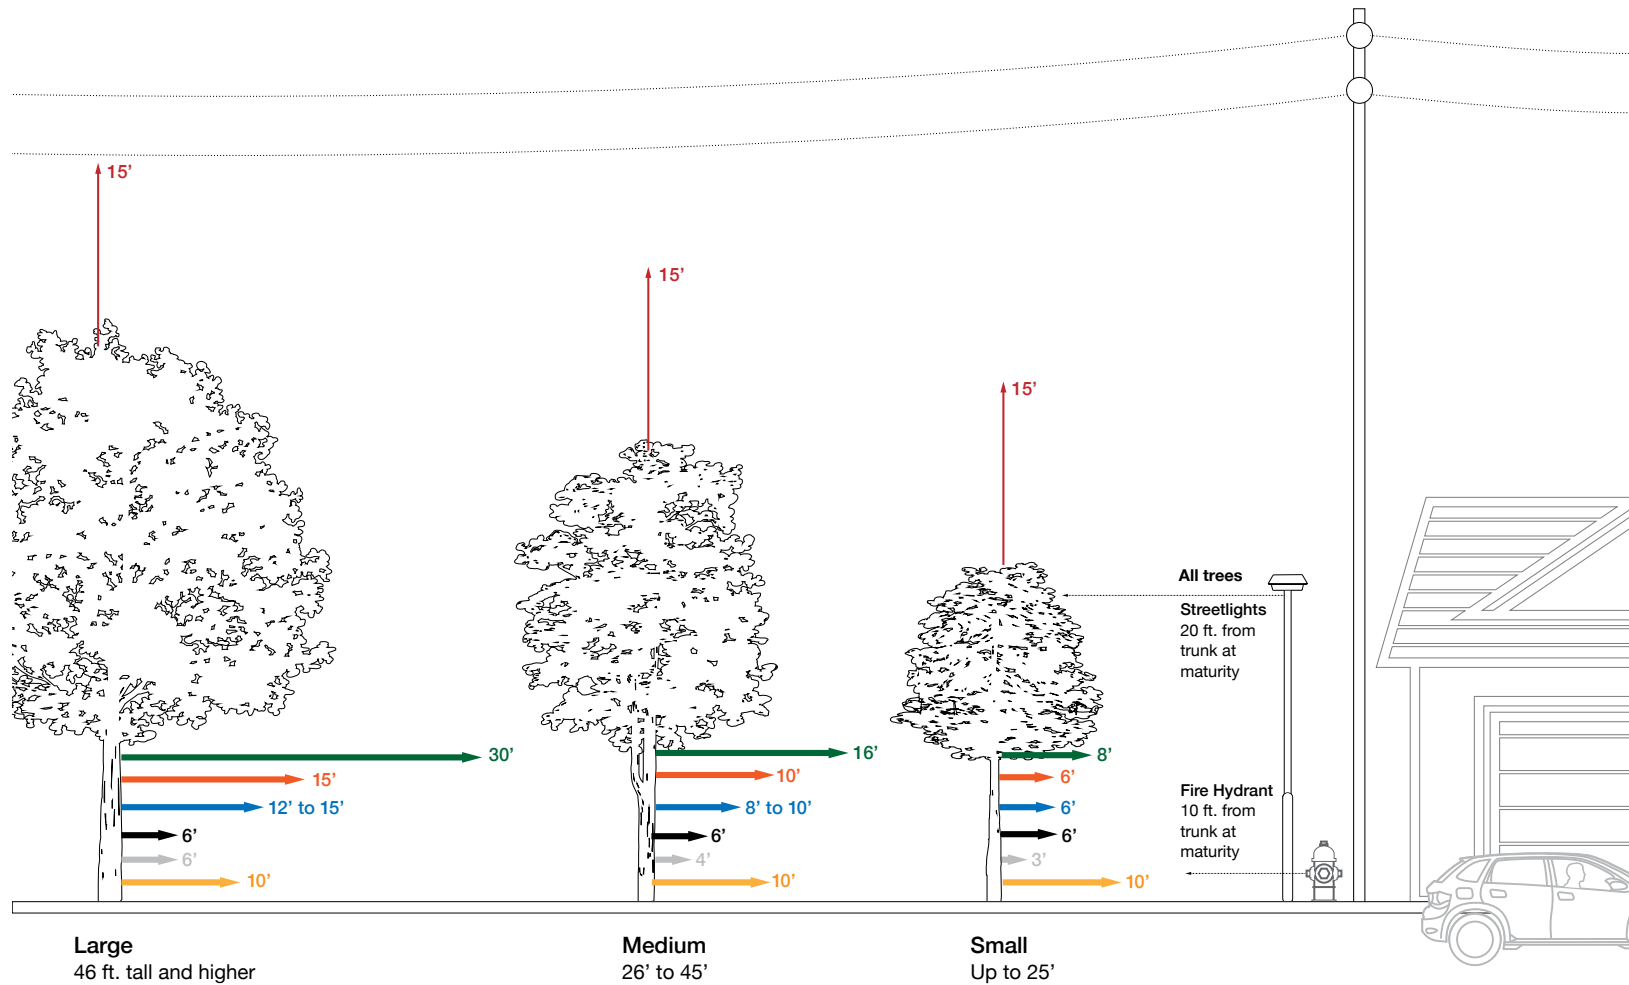 15’
15’
15’
All trees
Streetlights
20 ft. from
trunk at
maturity
30’
15’
12’ to 15’
6’
6’
10’
16’
10’
8’ to 10’
6’
4’
10’
8’
6’
6’
6’
3’
10’
Fire Hydrant
10 ft. from
trunk at
maturity
Large
46 ft. tall and higher
Medium
26’ to 45’
Small
Up to 25’